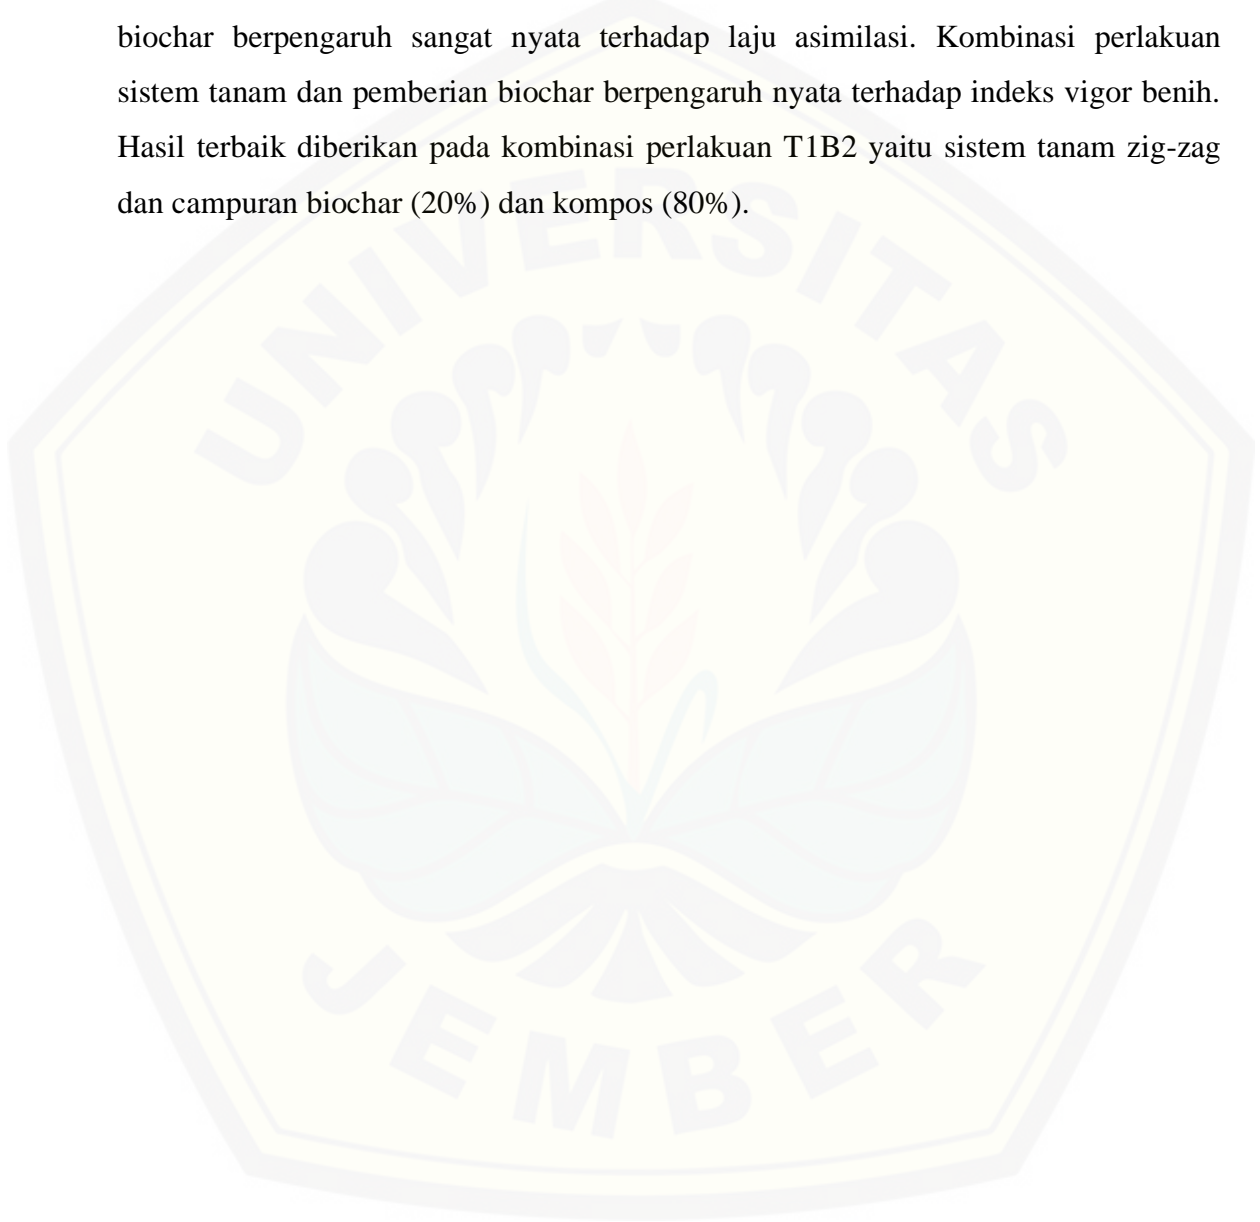 biochar berpengaruh sangat nyata terhadap laju asimilasi. Kombinasi perlakuan
sistem tanam dan pemberian biochar berpengaruh nyata terhadap indeks vigor benih.
Hasil terbaik diberikan pada kombinasi perlakuan T1B2 yaitu sistem tanam zig-zag
dan campuran biochar (20%) dan kompos (80%).
UNIVERSITAS
JEMBER